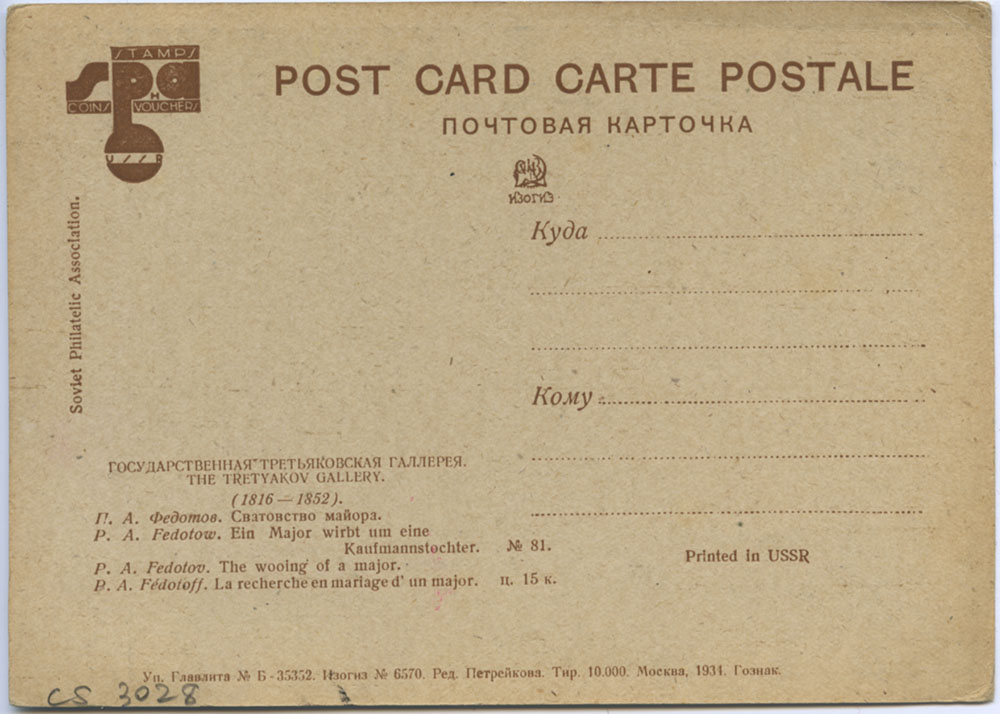 STAMPS
SPA
COINS
H
VOUCHERS
USSR
Soviet Philatelic Association.
POST CARD CARTE POSTALE
ПОЧТОВАЯ КАРТОЧКА
ИЗОГИЗ
Куда
Кому
ГОСУДАРСТВЕННАЯ ТРЕТЬЯКОВСКАЯ ГАЛЛЕРЕЯ.
THE TRETYAKOV GALLERY.
(1816—1852).
П. А. Федотов. Сватовство майора.
P. A. Fedotow. Ein Major wirbt um eine
Kaufmannstochter. № 81.
P. A. Fedotov. The wooing of a major.
P. A. Fédotoff. La recherche en mariage d' un major. ц. 15 к.
Printed in USSR
Уп. Главлита № Б-35352. Изогиз № 6570. Ред. Петрейкова. Тир. 10.000. Москва, 1934. Гознак.
CS 3028